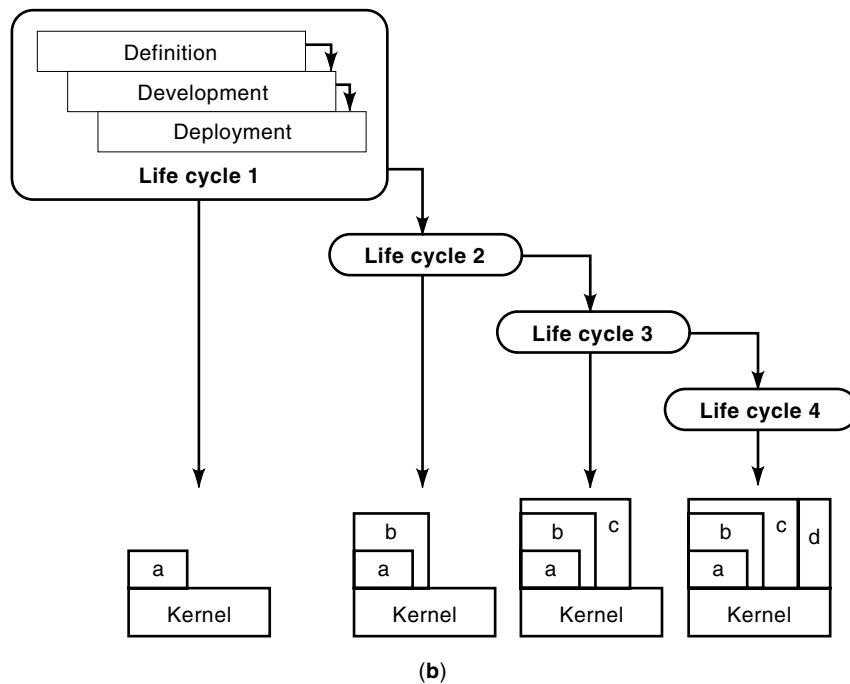 Definition
Development
Deployment
Life cycle 1
Life cycle 2
Life cycle 3
Life cycle 4
a
Kernel
b
a
Kernel
c
b
a
Kernel
c
d
b
a
Kernel
(b)